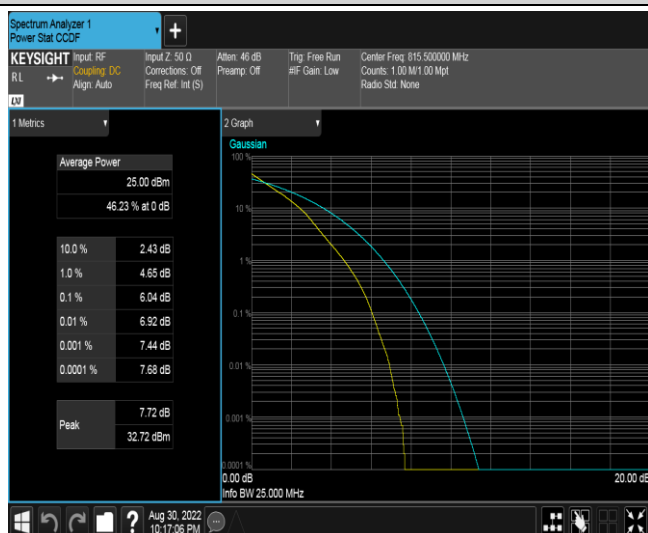 Spectrum Analyzer 1
Power Stat CCDF
+
KEYSIGHT
RL
LXI
Input: RF
Coupling: DC
Align: Auto
Input Z: 50 Ω
Corrections: Off
Freq Ref: Int (S)
Atten: 46 dB
Preamp: Off
Trig: Free Run
#IF Gain: Low
Center Freq: 815.500000 MHz
Counts: 1.00 M/1.00 Mpt
Radio Std: None
1 Metrics
Average Power
25.00 dBm
46.23 % at 0 dB
10.0 % 2.43 dB
1.0 % 4.65 dB
0.1 % 6.04 dB
0.01 % 6.92 dB
0.001 % 7.44 dB
0.0001 % 7.68 dB
Peak
7.72 dB
32.72 dBm
2 Graph
Gaussian
100 %
10 %
1 %
0.1 %
0.01 %
0.001 %
0.0001 %
0.00 dB 20.00 dB
Info BW 25.000 MHz
?
Aug 30, 2022
10:17:06 PM